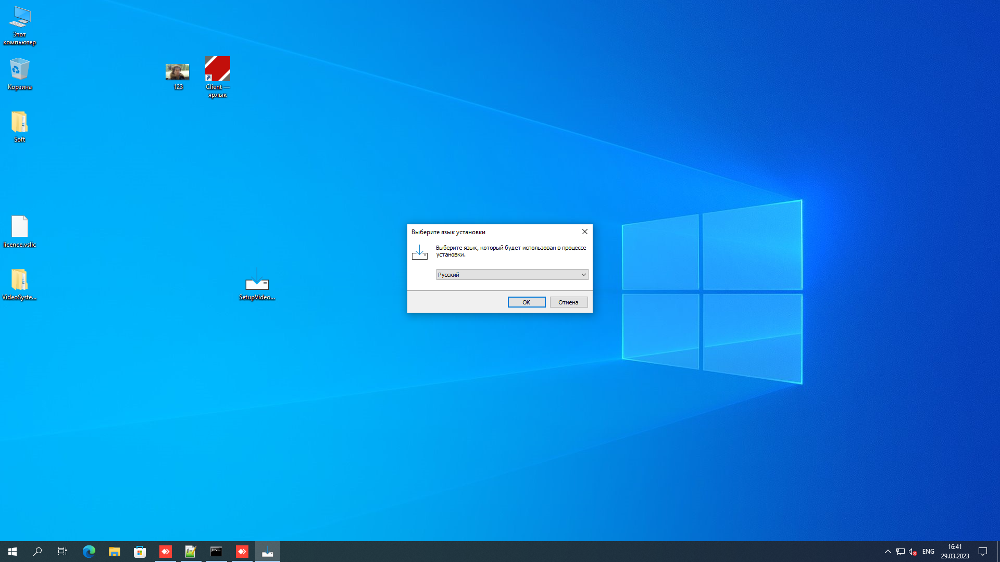 Этот
компьютер
Корзина
123
Client —
ярлык
Soft
licence.vslic
VideoSyste...
SetupVideo...
Выберите язык установки
Выберите язык, который будет использован в процессе
установки.
Русский
OK
Отмена
ENG
16:41
29.03.2023